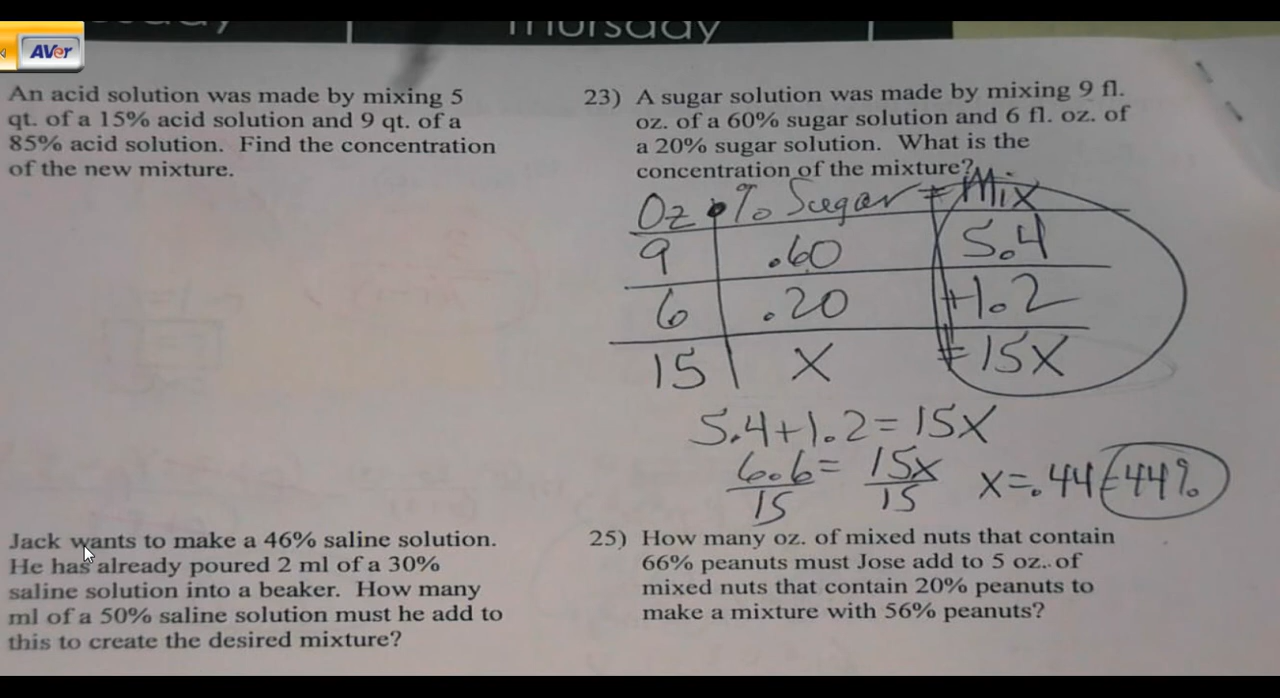 Thursday
AVer
An acid solution was made by mixing 5
qt. of a 15% acid solution and 9 qt. of a
85% acid solution.  Find the concentration
of the new mixture.
23) A sugar solution was made by mixing 9 fl.
oz. of a 60% sugar solution and 6 fl. oz. of
a 20% sugar solution.  What is the
concentration of the mixture?
Oz • % Sugar = Mix
9 .60 5.4
6 .20 +1.2
15 X =15X
5.4+1.2=15X
6.6= 15x x=.44=44%
15 15
Jack wants to make a 46% saline solution.
He has already poured 2 ml of a 30%
saline solution into a beaker.  How many
ml of a 50% saline solution must he add to
this to create the desired mixture?
25) How many oz. of mixed nuts that contain
66% peanuts must Jose add to 5 oz. of
mixed nuts that contain 20% peanuts to
make a mixture with 56% peanuts?